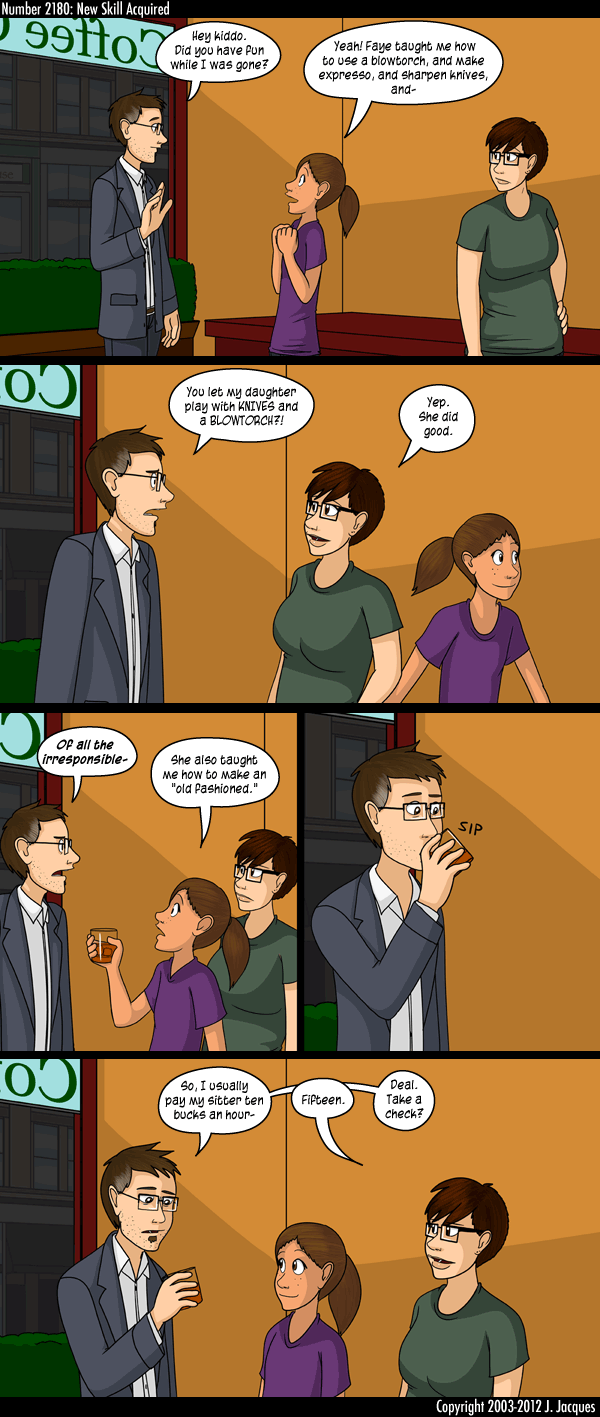 Number 2180: New Skill Acquired
Coffee
Hey kiddo.
Did you have fun
while I was gone?
Yeah! Faye taught me how
to use a blowtorch, and make
expresso, and sharpen knives,
and-
Co
You let my daughter
play with KNIVES and
a BLOWTORCH?!
Yep.
She did
good.
C
Of all the
irresponsible-
She also taught
me how to make an
"old fashioned."
SIP
Co
So, I usually
pay my sitter ten
bucks an hour-
Fifteen.
Deal.
Take a
check?
Copyright 2003-2012 J. Jacques